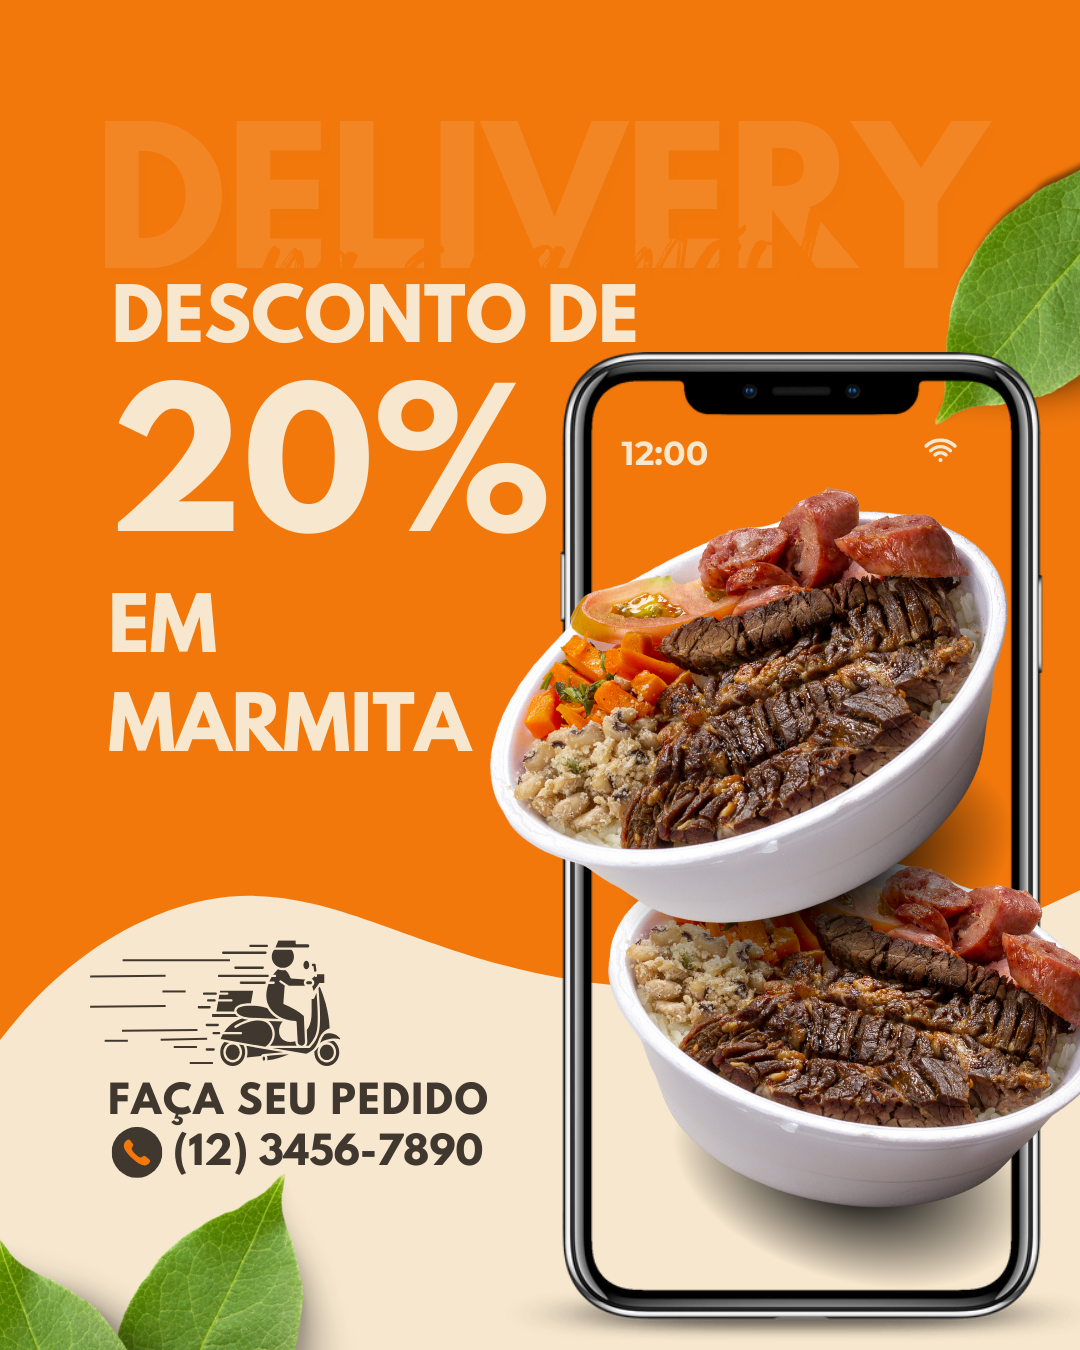 DELIVERY
DESCONTO DE
20%
12:00
EM
MARMITA
FAÇA SEU PEDIDO
(12) 3456-7890